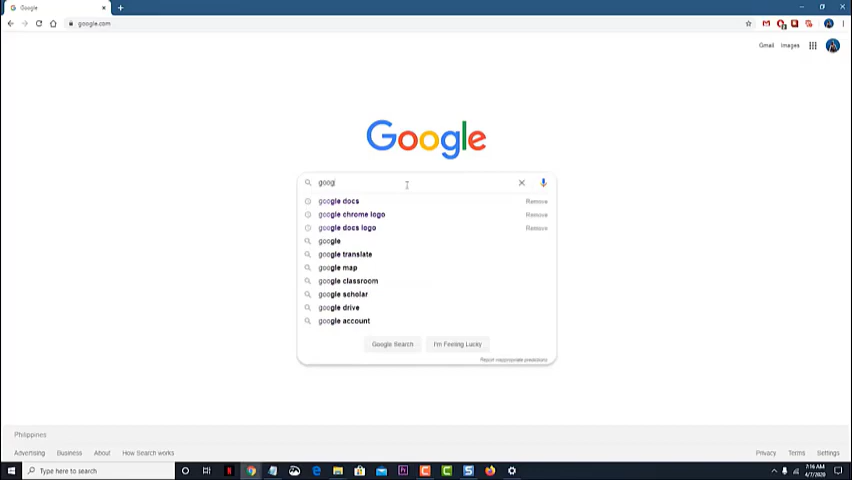 Google
google.com
Gmail Images
Google
goog
google docs Remove
google chrome logo Remove
google docs logo Remove
google
google translate
google map
google classroom
google scholar
google drive
google account
Google Search I'm Feeling Lucky
Report inappropriate predictions
Philippines
Advertising Business About How Search works Privacy Terms Settings
Type here to search
7:16 AM
4/7/2020